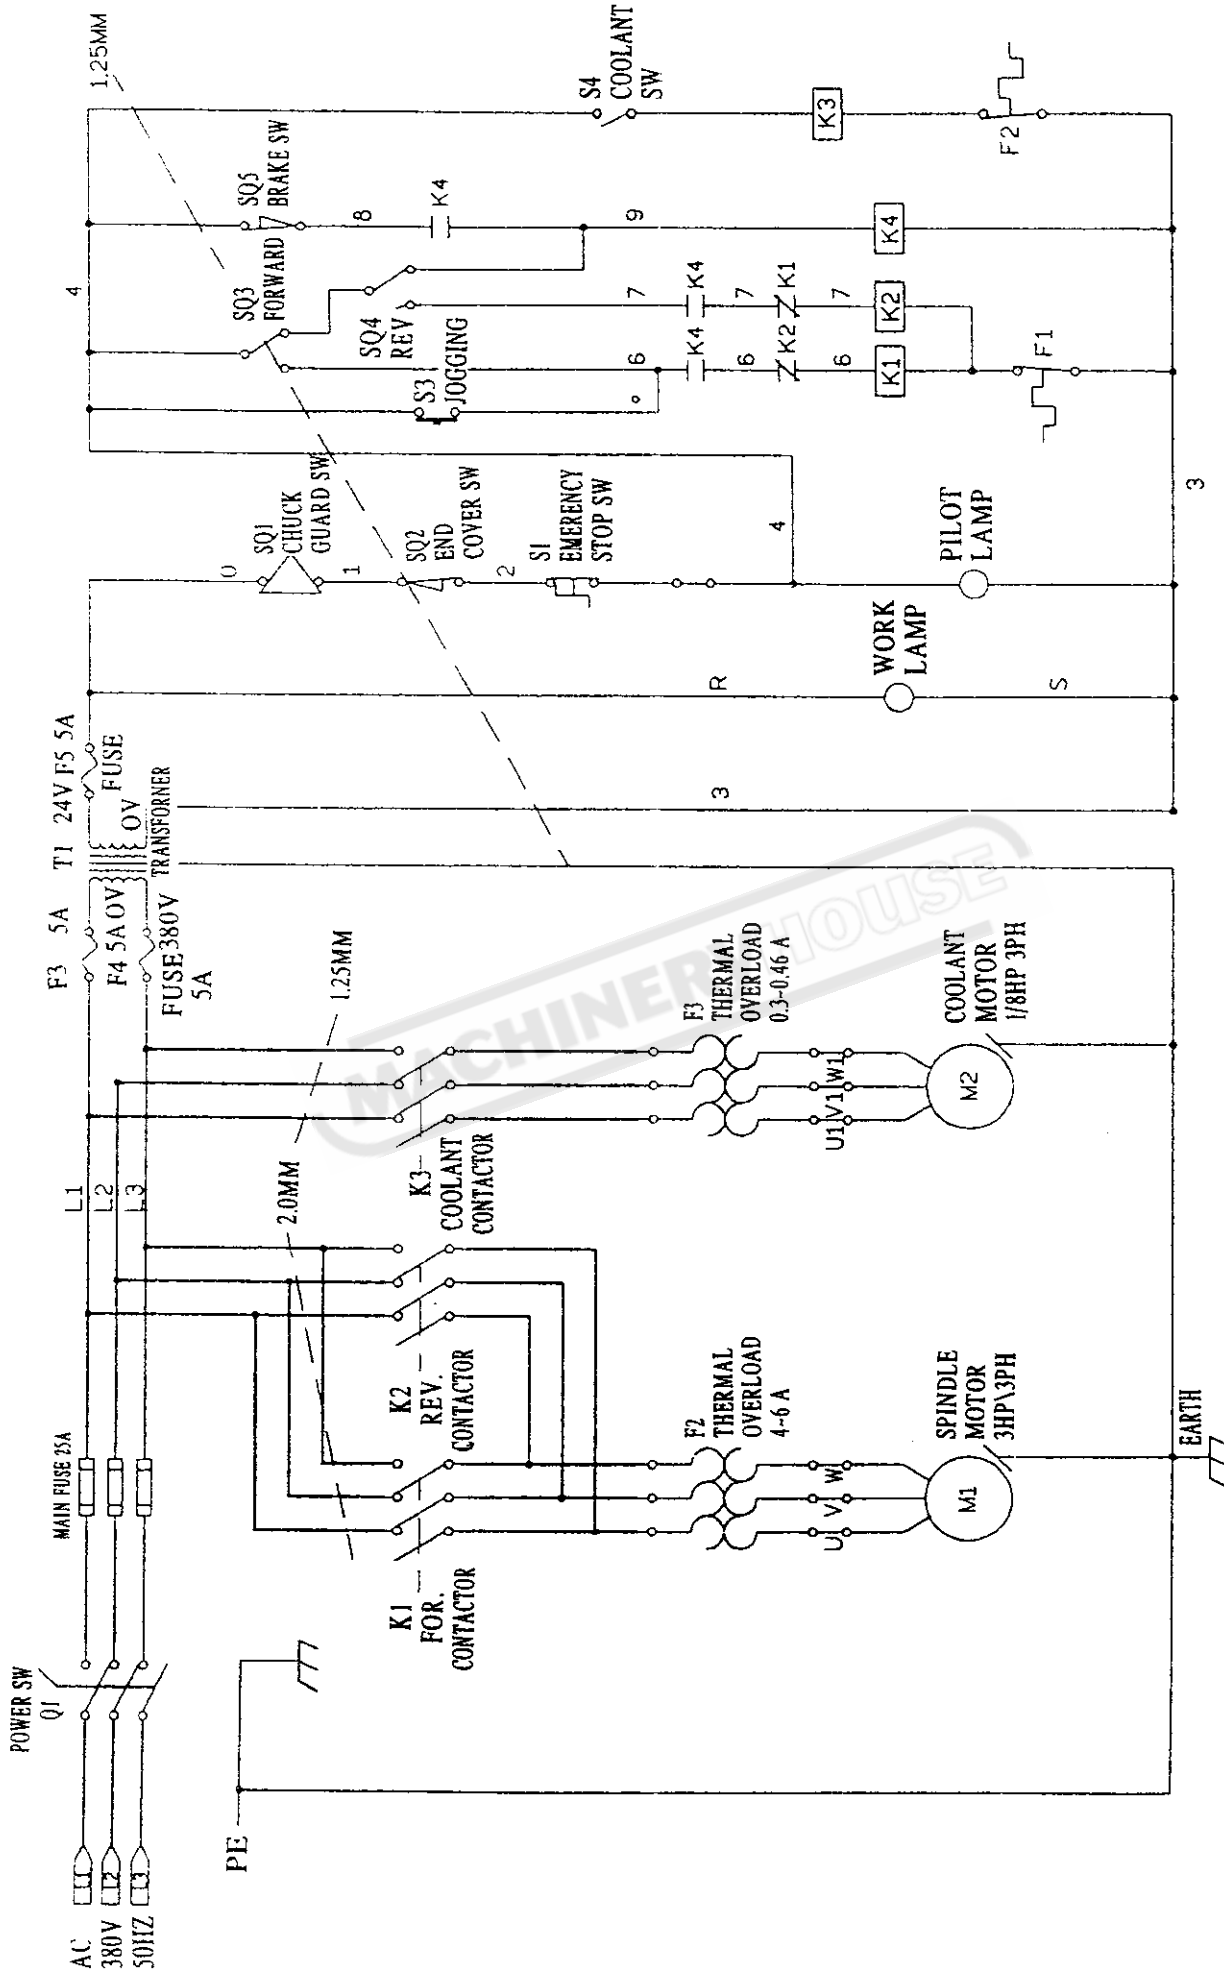 AC
380V
50HZ
L1
L2
L3
POWER SW
Q1
PE
MAIN FUSE 25A
L1
L2
L3
2.0MM
1.25MM
K1
FOR.
CONTACTOR
K2
REV.
CONTACTOR
K3
COOLANT
CONTACTOR
F2
THERMAL
OVERLOAD
4-6 A
U
V
W
M1
SPINDLE
MOTOR
3HP\3PH
EARTH
F3
THERMAL
OVERLOAD
0.3-0.46 A
U1
V1
W1
M2
COOLANT
MOTOR
1/8HP 3PH
F3 5A
T1 24V F5 5A
FUSE
F4 5A 0V
0V
FUSE 380V
5A
TRANSFORNER
3
R
WORK
LAMP
S
0
SQ1
CHUCK
GUARD SW
1
SQ2
END
COVER SW
2
S1
EMERENCY
STOP SW
4
PILOT
LAMP
3
4
S3
JOGGING
SQ3
FORWARD
SQ4
REV
6
K4
6
K2
6
K1
F1
7
K4
7
K1
7
K2
SQ5
BRAKE SW
8
K4
9
K4
1.25MM
S4
COOLANT
SW
K3
F2
MACHINERYHOUSE